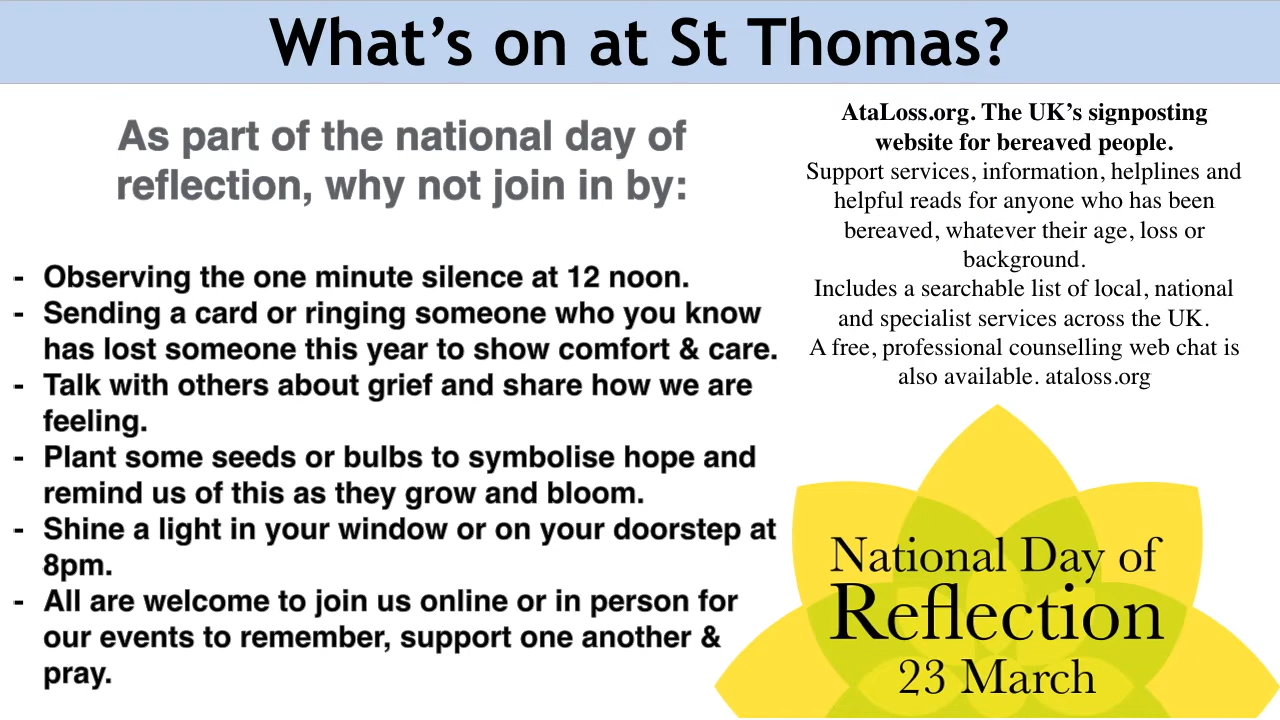 What’s on at St Thomas?
As part of the national day of
reflection, why not join in by:
- Observing the one minute silence at 12 noon.
- Sending a card or ringing someone who you know
has lost someone this year to show comfort & care.
- Talk with others about grief and share how we are
feeling.
- Plant some seeds or bulbs to symbolise hope and
remind us of this as they grow and bloom.
- Shine a light in your window or on your doorstep at
8pm.
- All are welcome to join us online or in person for
our events to remember, support one another &
pray.
AtaLoss.org. The UK’s signposting
website for bereaved people.
Support services, information, helplines and
helpful reads for anyone who has been
bereaved, whatever their age, loss or
background.
Includes a searchable list of local, national
and specialist services across the UK.
A free, professional counselling web chat is
also available. ataloss.org
National Day of
Reflection
23 March